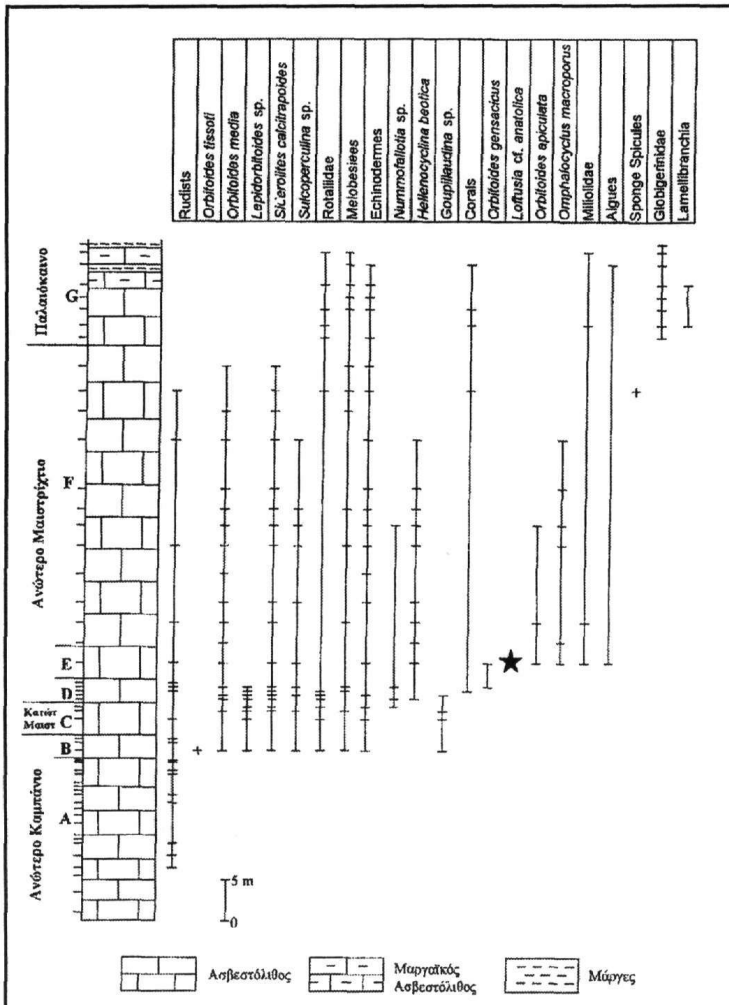 Rudists
Orbitoides tissoti
Orbitoides media
Lepidorbitoides sp.
Siderolites calcitrapoides
Sulcoperculina sp.
Rotaliidae
Melobesiees
Echinodermes
Nummofallotia sp.
Hellenocyclina beotica
Goupillaudina sp.
Corals
Orbitoides gensacicus
Loftusia cf. anatolica
Orbitoides apiculata
Omphalocyclus macroporus
Miliolidae
Algues
Sponge Spicules
Globigerinidae
Lamellibranchia
Παλαιόκαινο
G
Ανώτερο Μαιστρίχτιο
F
E
D
Κατώτ
Μαιστ
C
B
Ανώτερο Καμπάνιο
A
5 m
0
Ασβεστόλιθος
Μαργαϊκός
Ασβεστόλιθος
Μάργες